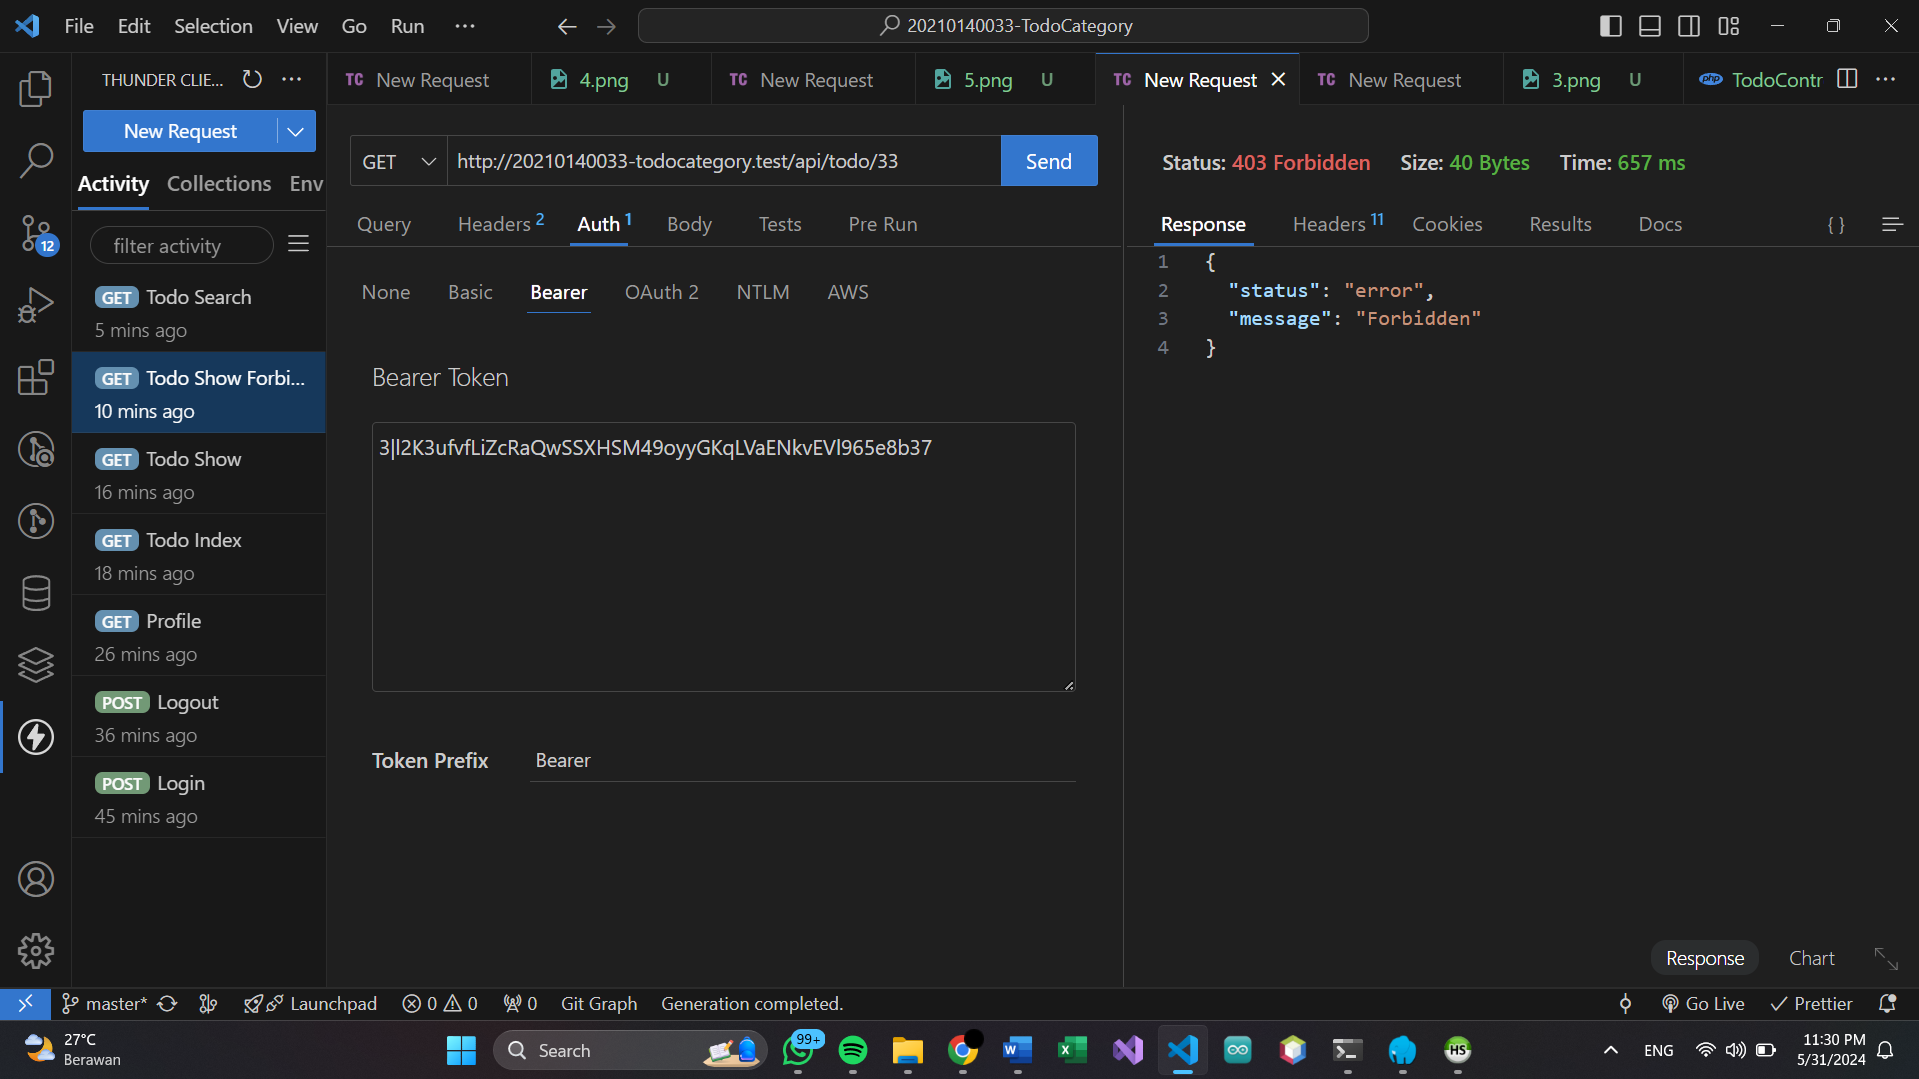 File Edit Selection View Go Run ···
20210140033-TodoCategory
THUNDER CLIE...
TC New Request
4.png U
TC New Request
5.png U
TC New Request
TC New Request
3.png U
php TodoContr
New Request
Activity Collections Env
filter activity
GET Todo Search
5 mins ago
GET Todo Show Forbi...
10 mins ago
GET Todo Show
16 mins ago
GET Todo Index
18 mins ago
GET Profile
26 mins ago
POST Logout
36 mins ago
POST Login
45 mins ago
GET http://20210140033-todocategory.test/api/todo/33 Send
Query Headers 2 Auth 1 Body Tests Pre Run
None Basic Bearer OAuth 2 NTLM AWS
Bearer Token
3|l2K3ufvfLiZcRaQwSSXHSM49oyyGKqLVaENkvEVl965e8b37
Token Prefix Bearer
Status: 403 Forbidden Size: 40 Bytes Time: 657 ms
Response Headers 11 Cookies Results Docs { }
1 {
2 "status": "error",
3 "message": "Forbidden"
4 }
Response Chart
12
master* Launchpad 0 0 0 Git Graph Generation completed. Go Live Prettier
27°C
Berawan
Search
99+
HS
ENG
11:30 PM
5/31/2024